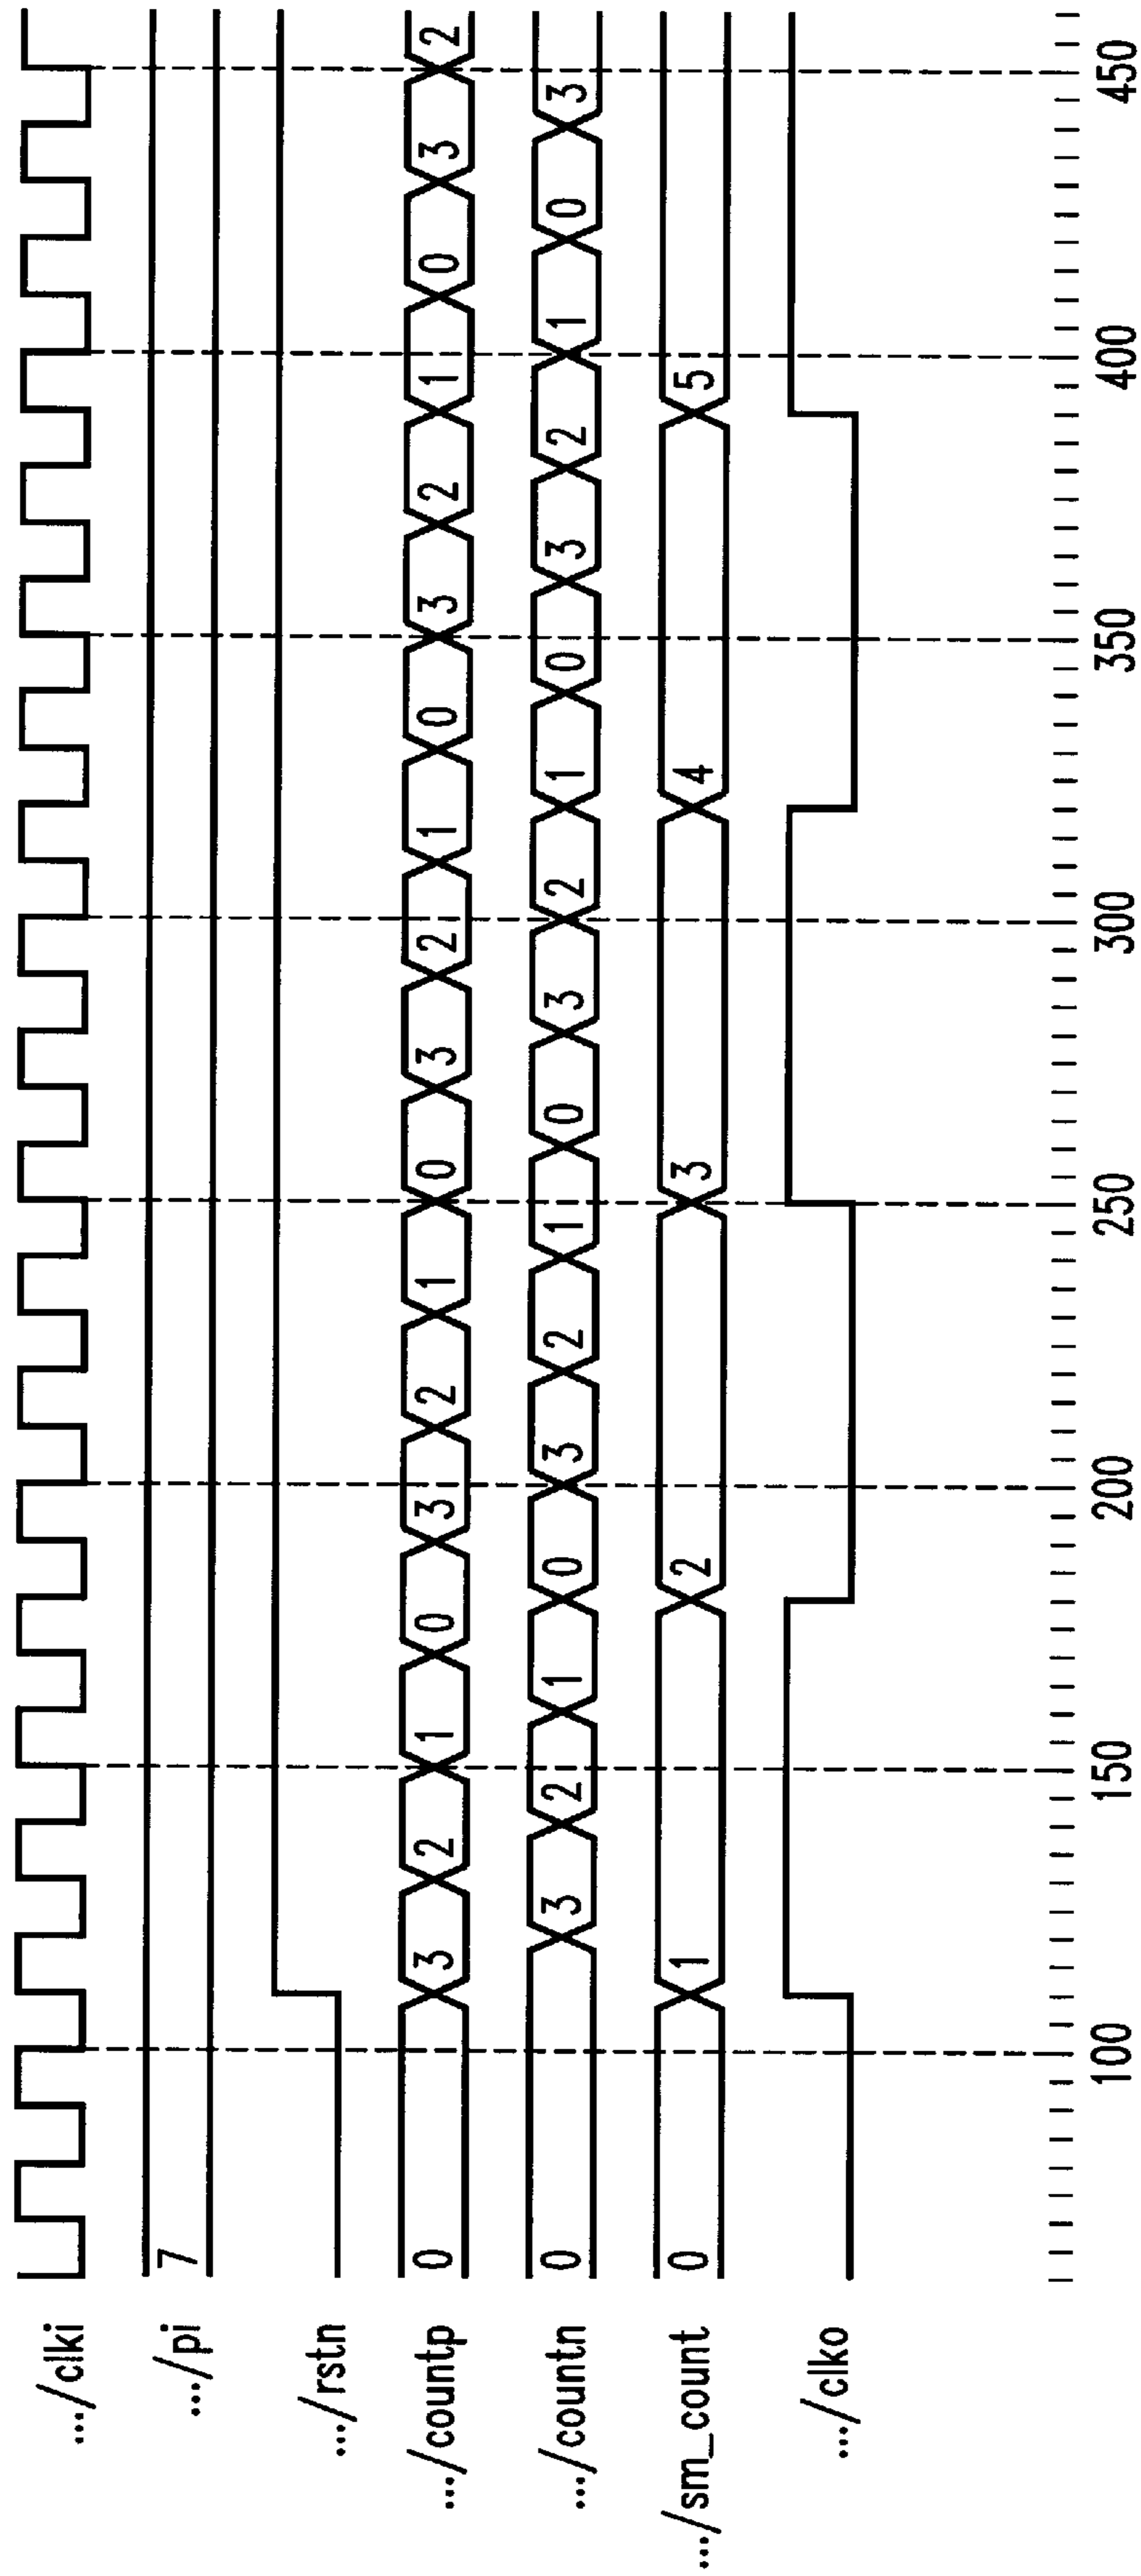 .../clki
.../pi 7
.../rstn
.../countp 0 3 2 1 0 3 2 1 0 3 2 1 0 3 2 1 0 3 2
.../countn 0 3 2 1 0 3 2 1 0 3 2 1 0 3 2 1 0 3
.../sm_count 0 1 2 3 4 5
.../clko
100 150 200 250 300 350 400 450